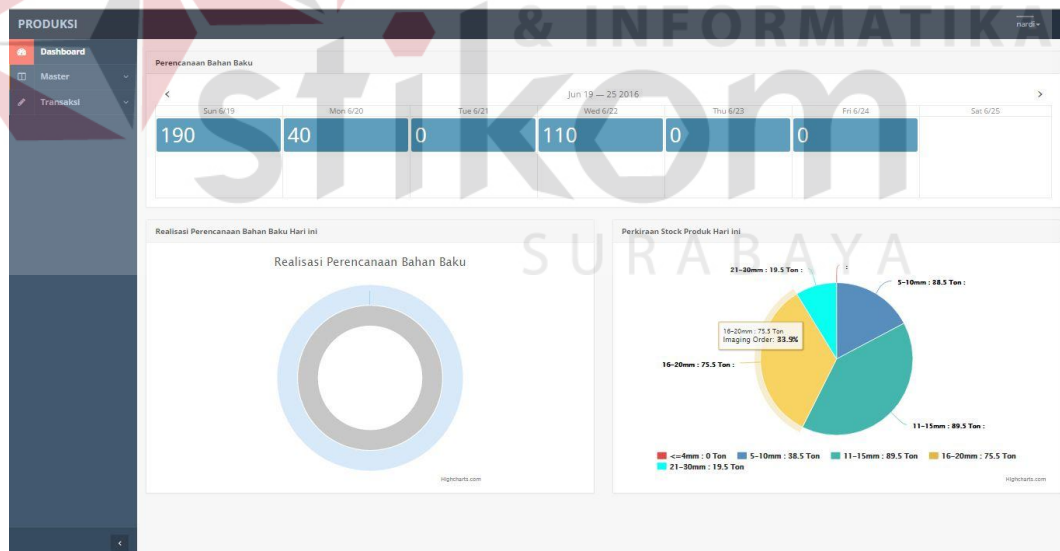 & INFORMATIKA
stikom
SURABAYA
PRODUKSI
nardi
Dashboard
Master
Transaksi
Perencanaan Bahan Baku
< Jun 19 — 25 2016 >
Sun 6/19 Mon 6/20 Tue 6/21 Wed 6/22 Thu 6/23 Fri 6/24 Sat 6/25
190 40 0 110 0 0
Realisasi Perencanaan Bahan Baku Hari ini
Realisasi Perencanaan Bahan Baku
Highcharts.com
Perkiraan Stock Produk Hari ini
21-30mm : 19.5 Ton :
:
5-10mm : 38.5 Ton :
16-20mm : 75.5 Ton
Imaging Order: 33.9%
16-20mm : 75.5 Ton :
11-15mm : 89.5 Ton :
<=4mm : 0 Ton 5-10mm : 38.5 Ton 11-15mm : 89.5 Ton 16-20mm : 75.5 Ton
21-30mm : 19.5 Ton
Highcharts.com